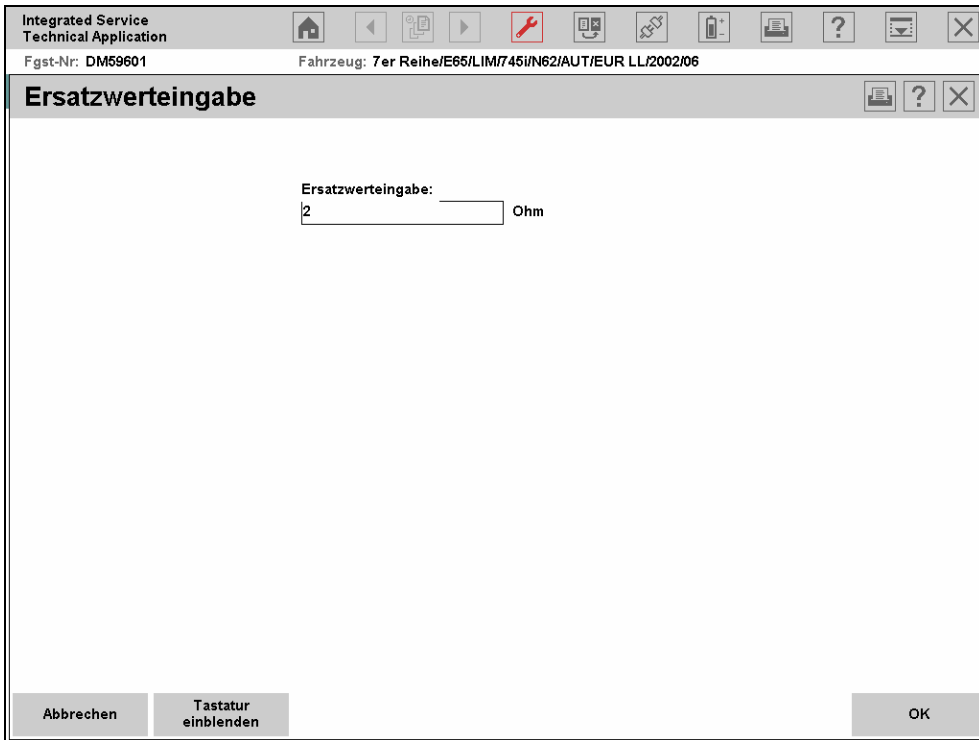 Integrated Service
Technical Application
?
Fgst-Nr: DM59601 Fahrzeug: 7er Reihe/E65/LIM/745i/N62/AUT/EUR LL/2002/06
Ersatzwerteingabe
?
Ersatzwerteingabe:
2 Ohm
Abbrechen
Tastatur
einblenden
OK